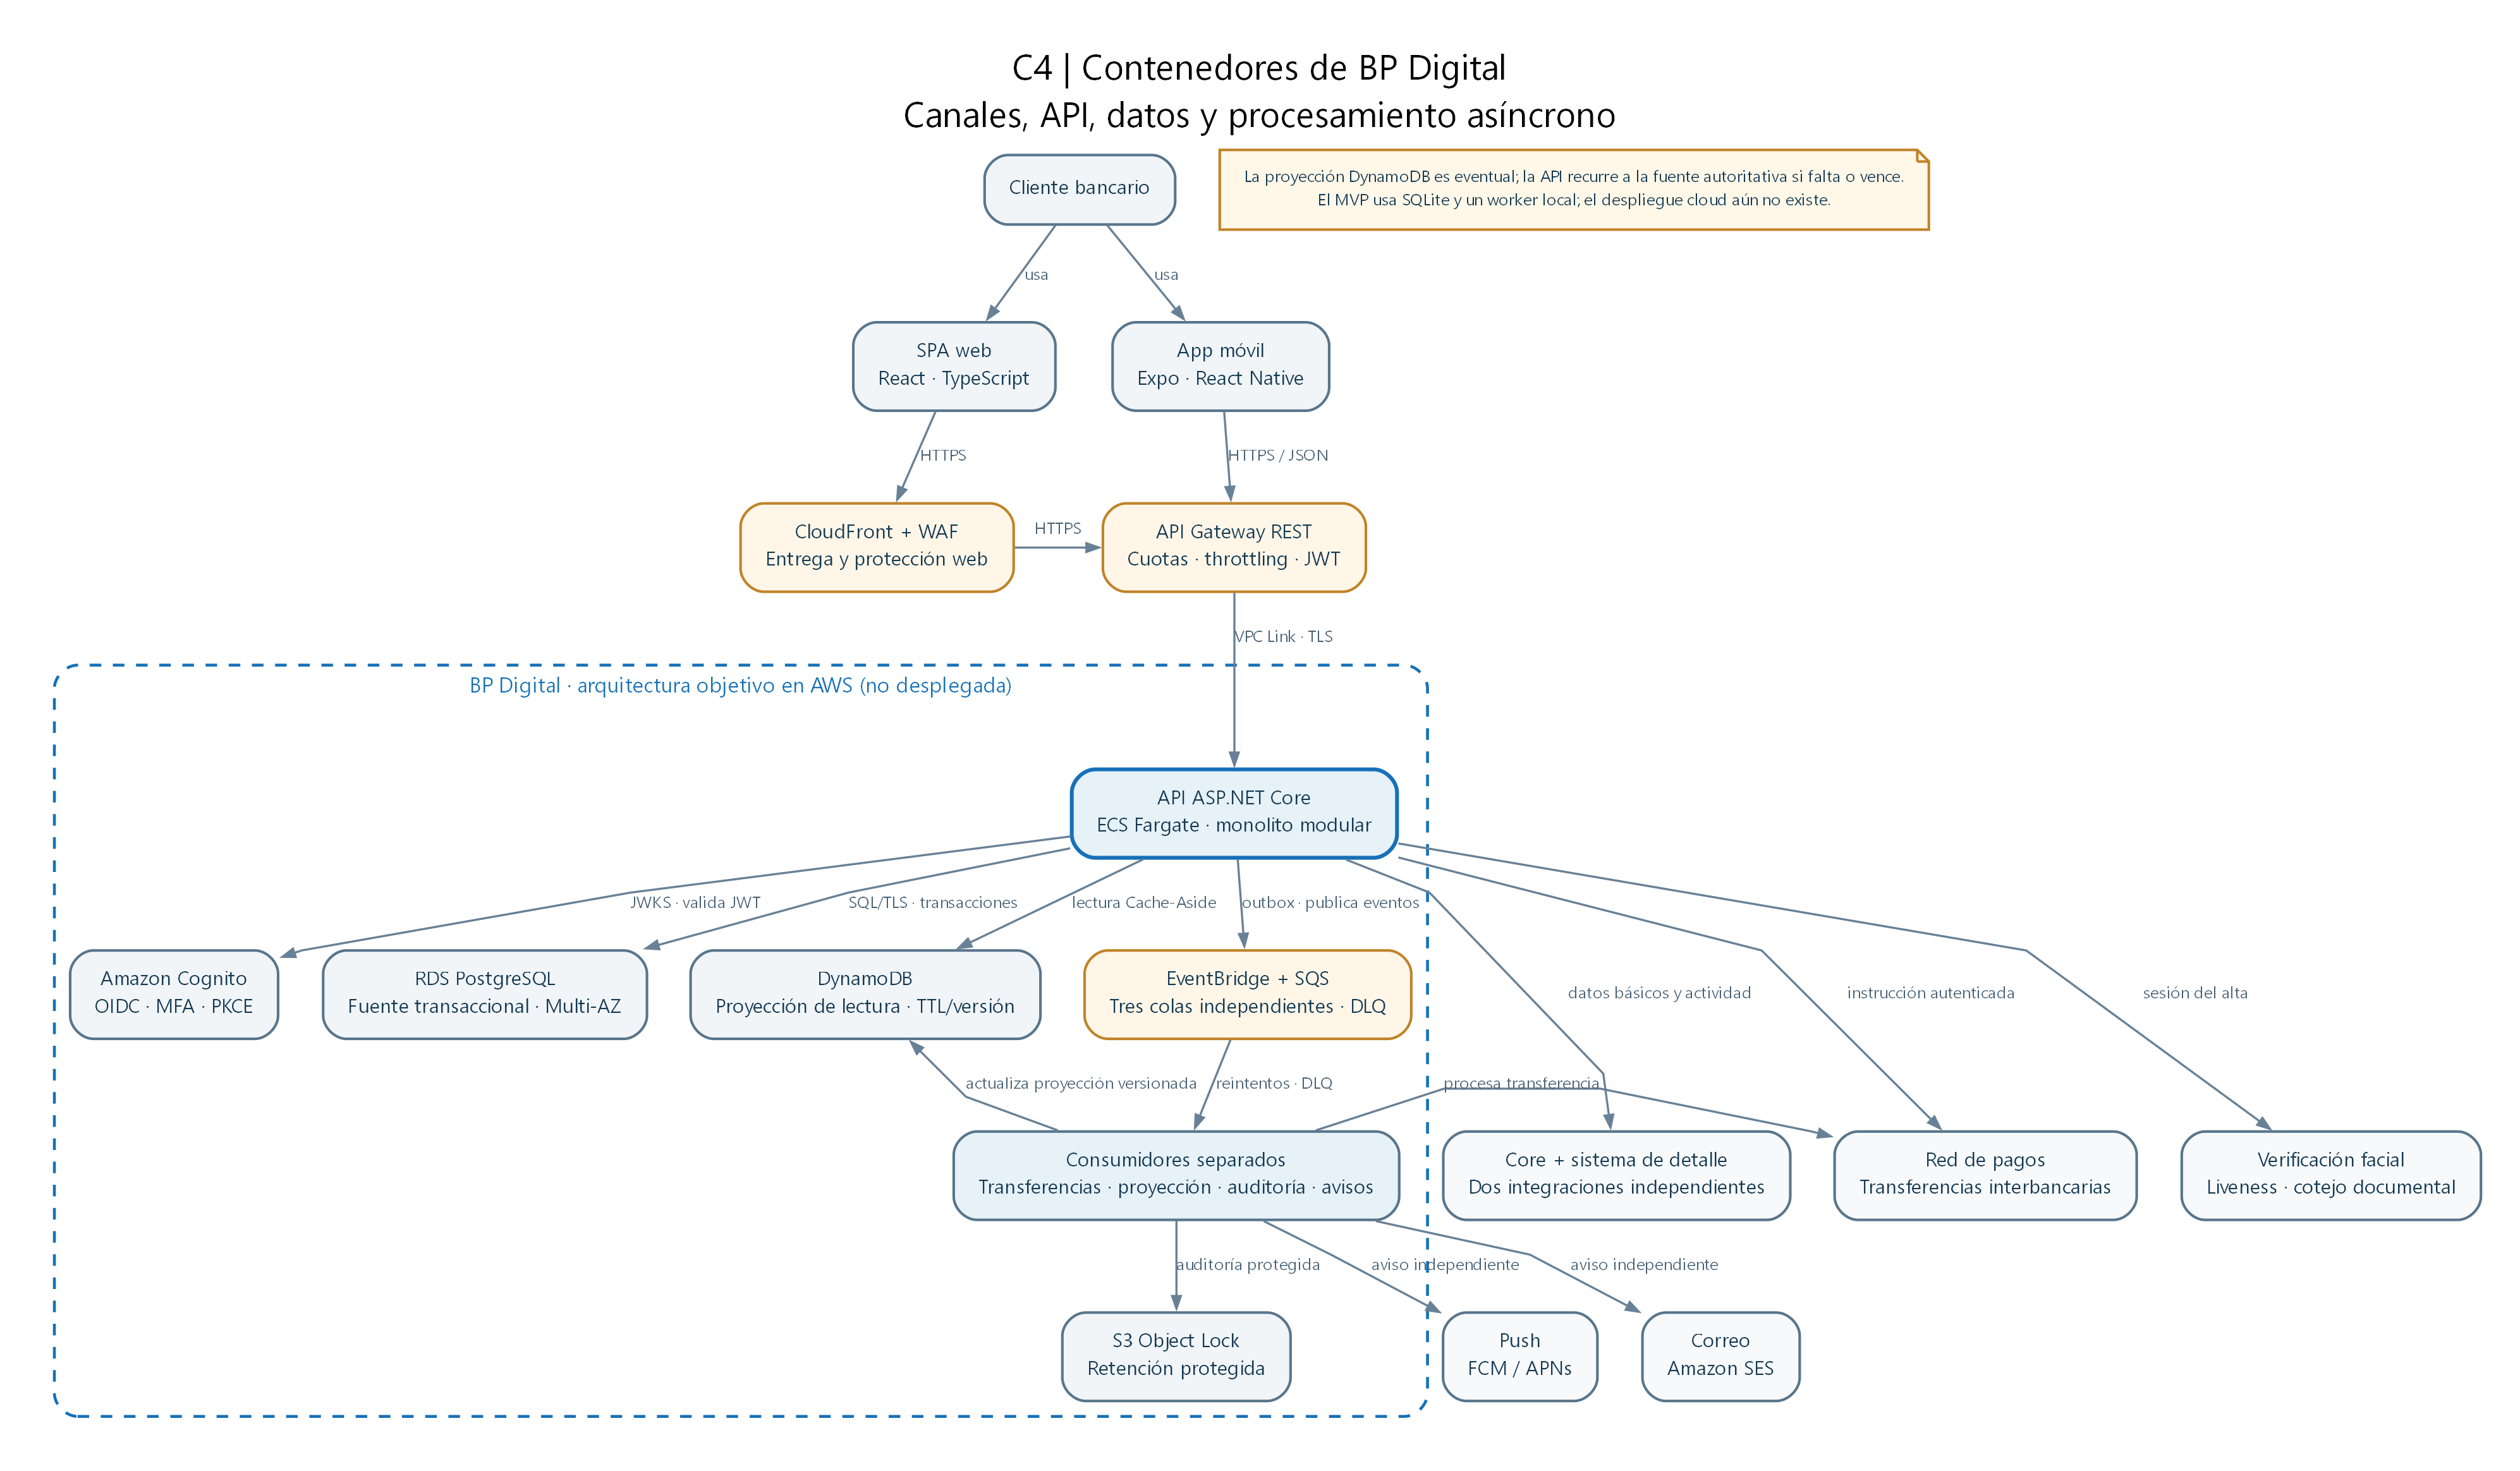 C4 | Contenedores de BP Digital
Canales, API, datos y procesamiento asíncrono
Cliente bancario
La proyección DynamoDB es eventual; la API recurre a la fuente autoritativa si falta o vence.
El MVP usa SQLite y un worker local; el despliegue cloud aún no existe.
usa
usa
SPA web
React · TypeScript
App móvil
Expo · React Native
HTTPS
HTTPS / JSON
CloudFront + WAF
Entrega y protección web
HTTPS
API Gateway REST
Cuotas · throttling · JWT
VPC Link · TLS
BP Digital · arquitectura objetivo en AWS (no desplegada)
API ASP.NET Core
ECS Fargate · monolito modular
JWKS · valida JWT
SQL/TLS · transacciones
lectura Cache-Aside
outbox · publica eventos
Amazon Cognito
OIDC · MFA · PKCE
RDS PostgreSQL
Fuente transaccional · Multi-AZ
DynamoDB
Proyección de lectura · TTL/versión
EventBridge + SQS
Tres colas independientes · DLQ
datos básicos y actividad
instrucción autenticada
sesión del alta
actualiza proyección versionada
reintentos · DLQ
procesa transferencia
Consumidores separados
Transferencias · proyección · auditoría · avisos
Core + sistema de detalle
Dos integraciones independientes
Red de pagos
Transferencias interbancarias
Verificación facial
Liveness · cotejo documental
auditoría protegida
aviso independiente
aviso independiente
S3 Object Lock
Retención protegida
Push
FCM / APNs
Correo
Amazon SES